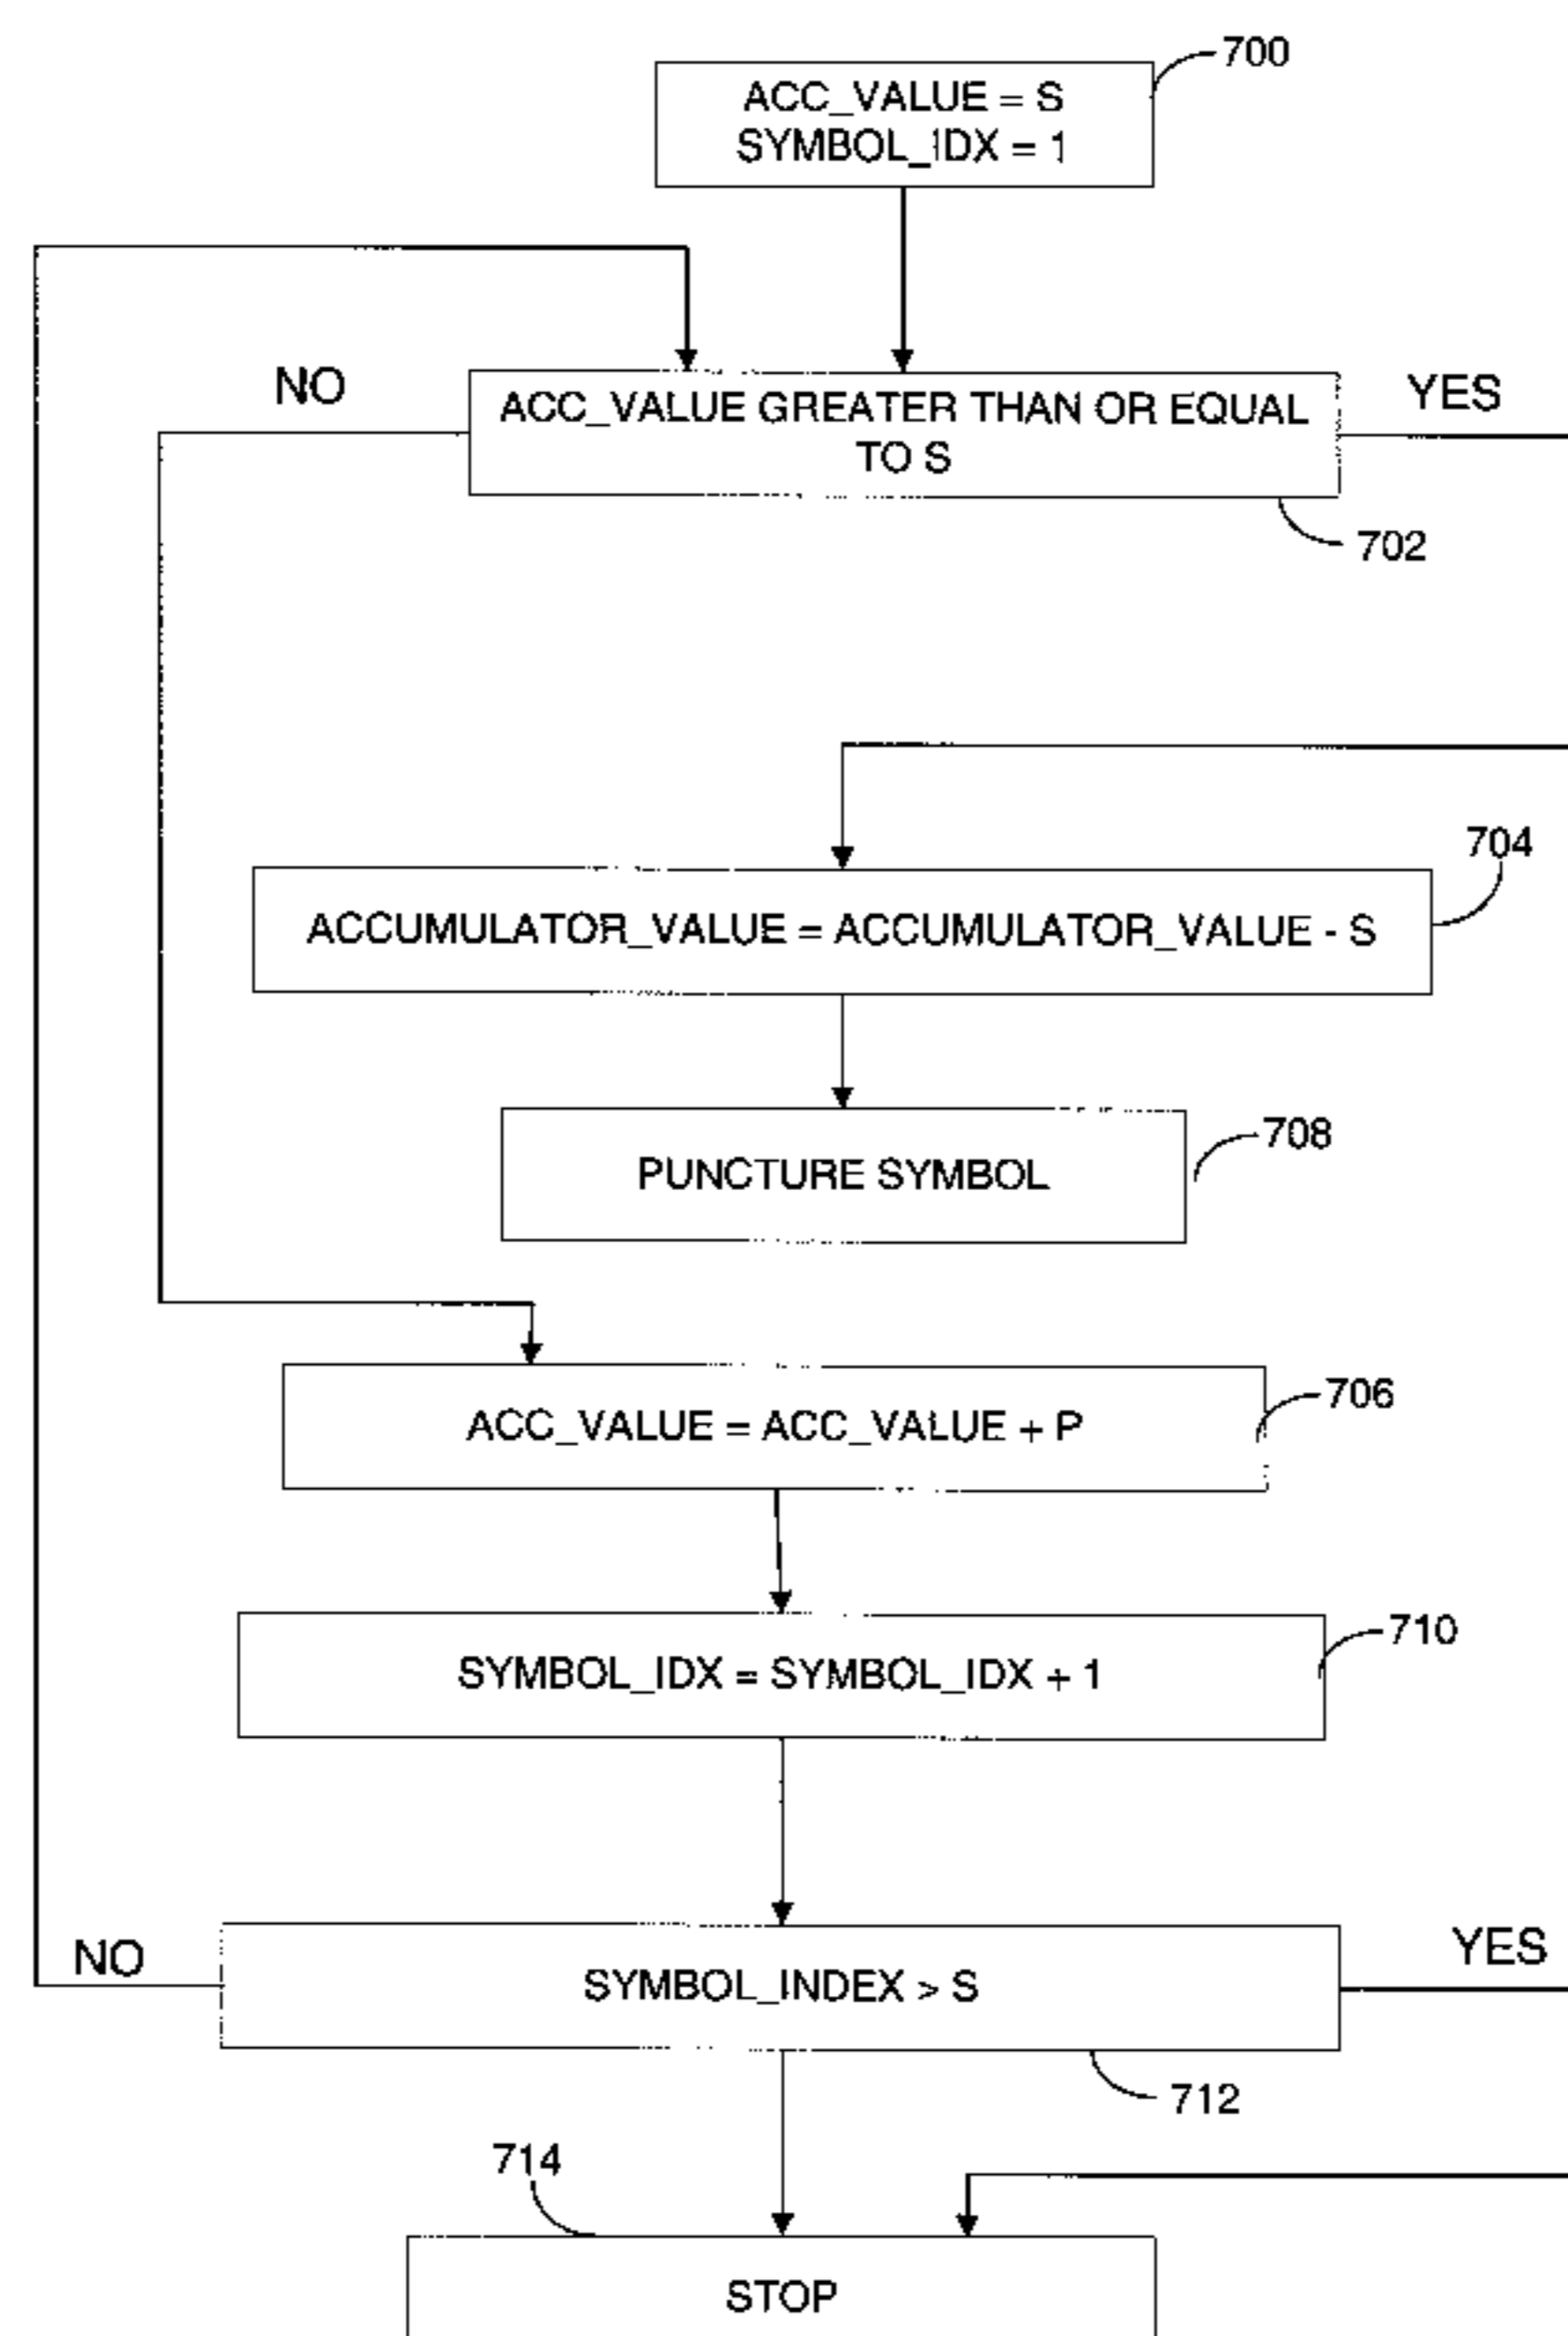 700
ACC_VALUE = S
SYMBOL_IDX = 1
NO
ACC_VALUE GREATER THAN OR EQUAL
TO S
YES
702
704
ACCUMULATOR_VALUE = ACCUMULATOR_VALUE - S
PUNCTURE SYMBOL
708
ACC_VALUE = ACC_VALUE + P
706
SYMBOL_IDX = SYMBOL_IDX + 1
710
NO
SYMBOL_INDEX > S
YES
712
714
STOP